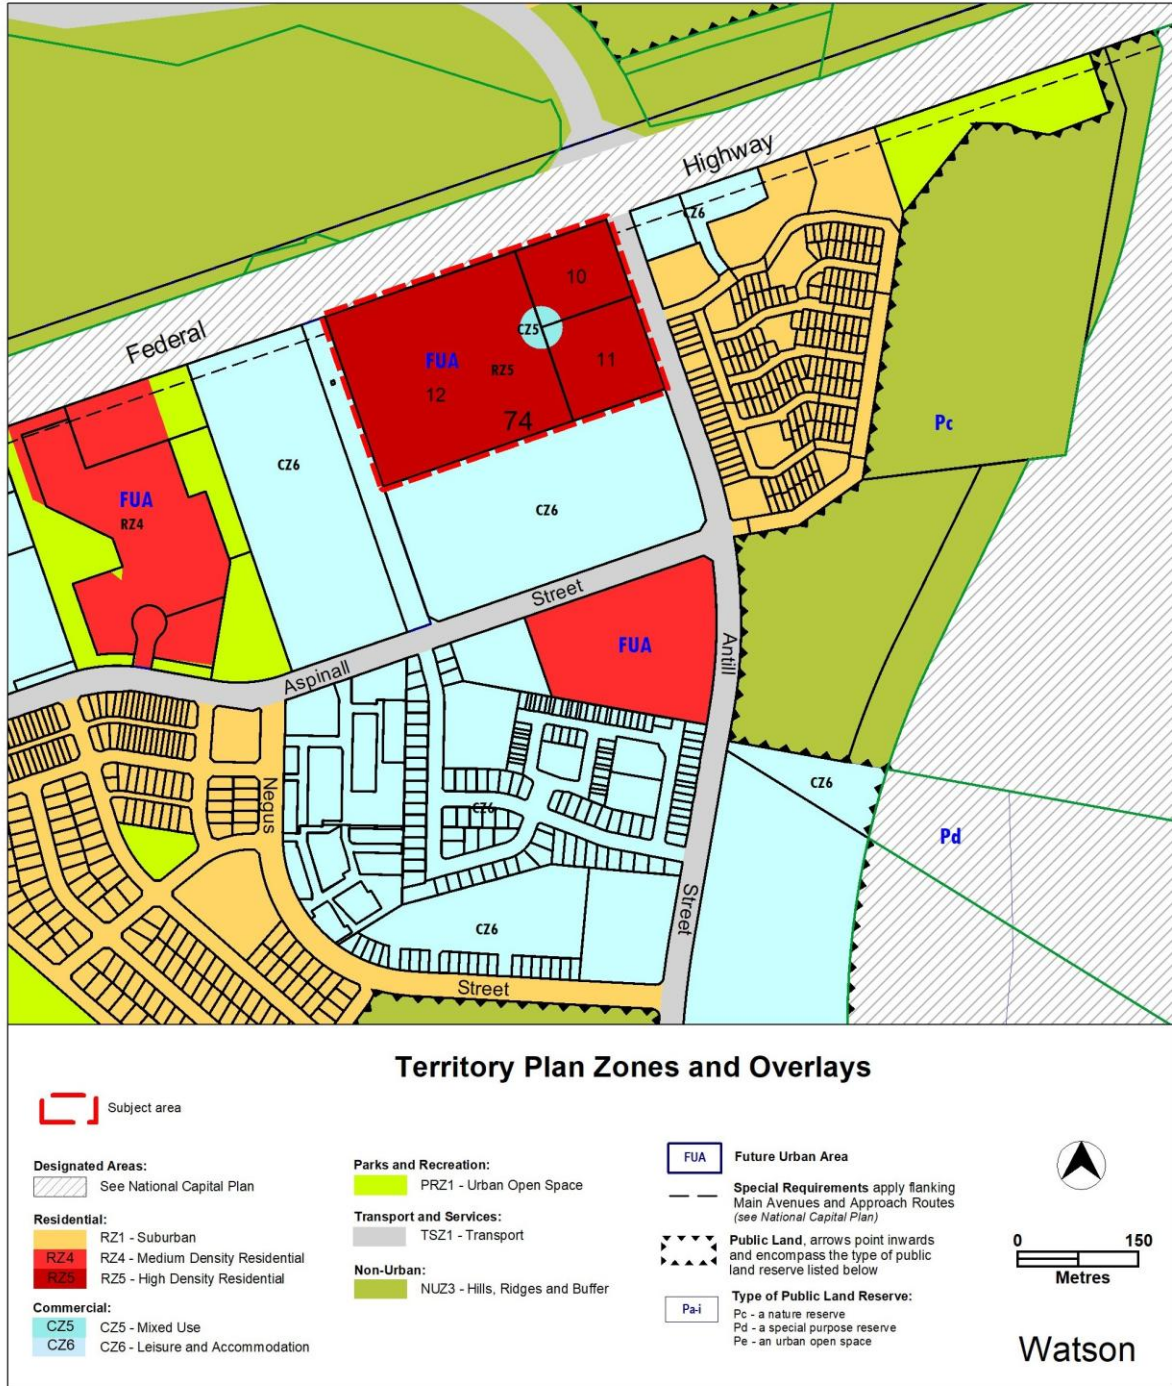 Highway
CZ6
Federal
10
CZ5
11
FUA
RZ5
12
74
Pc
CZ6
FUA
RZ4
CZ6
Street
FUA
Antill
Aspinall
CZ6
Negus
CZ6
Pd
Street
CZ6
Street
Territory Plan Zones and Overlays
Subject area
Designated Areas:
See National Capital Plan
Residential:
RZ1 - Suburban
RZ4 RZ4 - Medium Density Residential
RZ5 RZ5 - High Density Residential
Commercial:
CZ5 CZ5 - Mixed Use
CZ6 CZ6 - Leisure and Accommodation
Parks and Recreation:
PRZ1 - Urban Open Space
Transport and Services:
TSZ1 - Transport
Non-Urban:
NUZ3 - Hills, Ridges and Buffer
FUA Future Urban Area
Special Requirements apply flanking
Main Avenues and Approach Routes
(see National Capital Plan)
Public Land, arrows point inwards
and encompass the type of public
land reserve listed below
Type of Public Land Reserve:
Pa-i
Pc - a nature reserve
Pd - a special purpose reserve
Pe - an urban open space
0 150
Metres
Watson